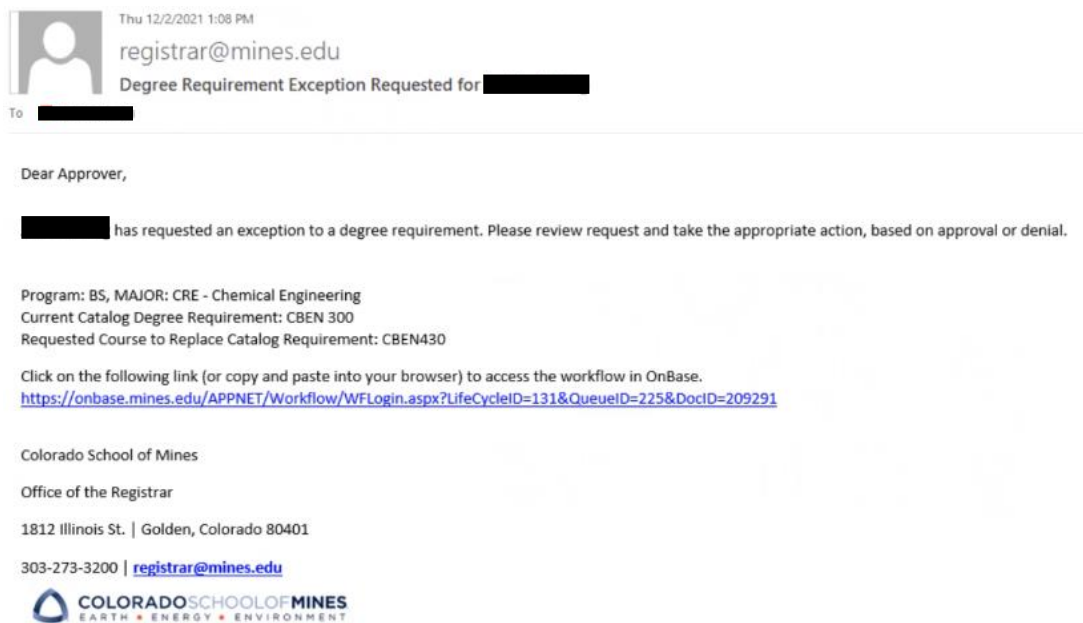 Thu 12/2/2021 1:08 PM
registrar@mines.edu
Degree Requirement Exception Requested for
To
Dear Approver,
has requested an exception to a degree requirement. Please review request and take the appropriate action, based on approval or denial.
Program: BS, MAJOR: CRE - Chemical Engineering
Current Catalog Degree Requirement: CBEN 300
Requested Course to Replace Catalog Requirement: CBEN430
Click on the following link (or copy and paste into your browser) to access the workflow in OnBase.
https://onbase.mines.edu/APPNET/Workflow/WFLogin.aspx?LifeCycleID=131&QueueID=225&DocID=209291
Colorado School of Mines
Office of the Registrar
1812 Illinois St. | Golden, Colorado 80401
303-273-3200 | registrar@mines.edu
COLORADOSCHOOLOFMINES
EARTH • ENERGY • ENVIRONMENT